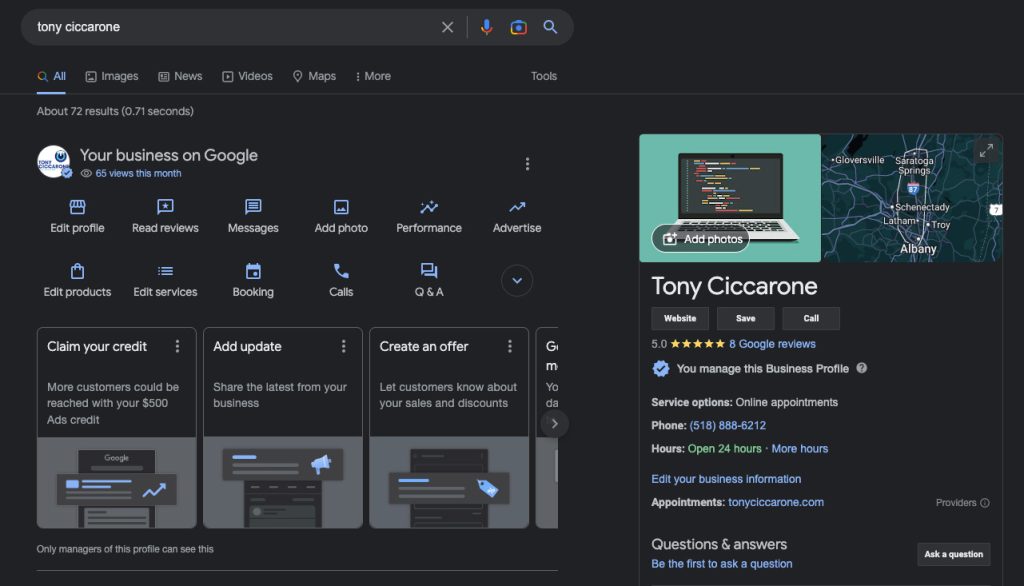 tony ciccarone
All
Images
News
Videos
Maps
More
Tools
About 72 results (0.71 seconds)
TONY
CICCARONE
Your business on Google
65 views this month
Edit profile
Read reviews
Messages
Add photo
Performance
Advertise
Edit products
Edit services
Booking
Calls
Q & A
Claim your credit
More customers could be
reached with your $500
Ads credit
Google
Add update
Share the latest from your
business
Create an offer
Let customers know about
your sales and discounts
Only managers of this profile can see this
Add photos
Gloversville
Saratoga
Springs
87
Schenectady
7
Latham
Troy
Albany
Tony Ciccarone
Website
Save
Call
5.0
8 Google reviews
You manage this Business Profile
Service options: Online appointments
Phone: (518) 888-6212
Hours: Open 24 hours · More hours
Edit your business information
Appointments: tonyciccarone.com
Providers
Questions & answers
Be the first to ask a question
Ask a question